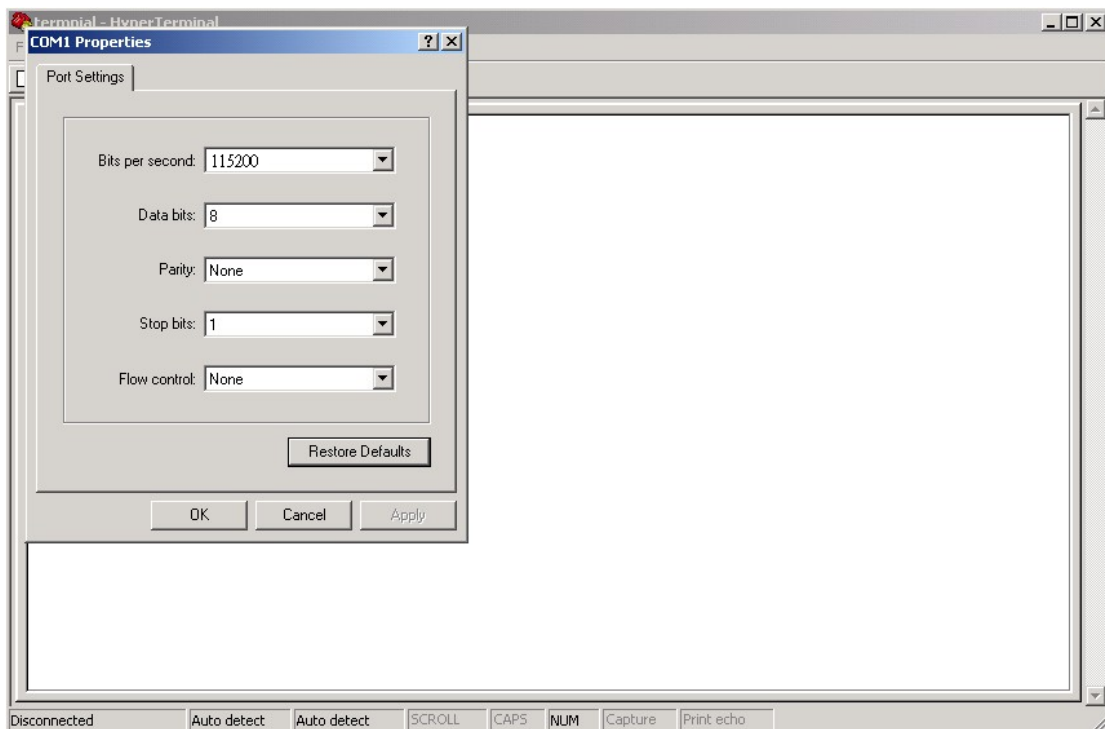 termpial - HyperTerminal
COM1 Properties
F
Port Settings
Bits per second: 115200
Data bits: 8
Parity: None
Stop bits: 1
Flow control: None
Restore Defaults
OK Cancel Apply
Disconnected Auto detect Auto detect SCROLL CAPS NUM Capture Print echo